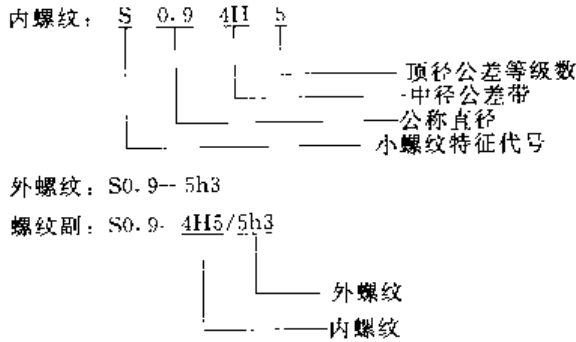 内螺纹：S 0.9 4H 5
顶径公差等级数
中径公差带
公称直径
小螺纹特征代号
外螺纹：S0.9-5h3
螺纹副：S0.9-4H5/5h3
外螺纹
内螺纹